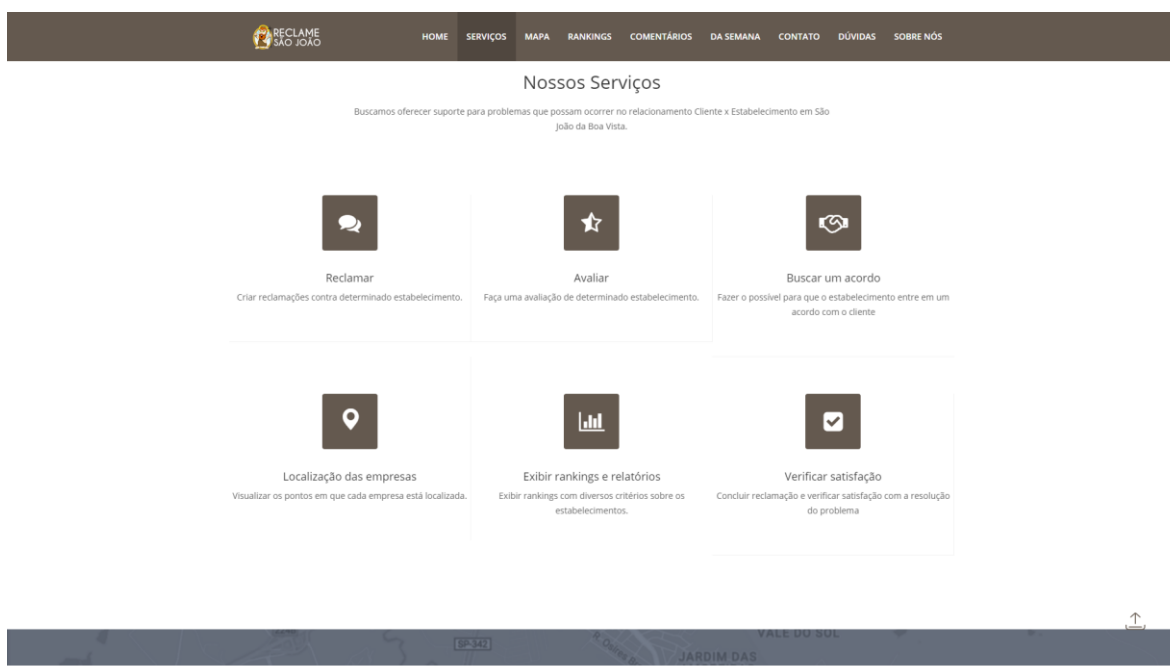 RECLAME
SÃO JOÃO
HOME SERVIÇOS MAPA RANKINGS COMENTÁRIOS DA SEMANA CONTATO DÚVIDAS SOBRE NÓS
Nossos Serviços
Buscamos oferecer suporte para problemas que possam ocorrer no relacionamento Cliente x Estabelecimento em São
João da Boa Vista.
Reclamar
Criar reclamações contra determinado estabelecimento.
Avaliar
Faça uma avaliação de determinado estabelecimento.
Buscar um acordo
Fazer o possível para que o estabelecimento entre em um
acordo com o cliente
Localização das empresas
Visualizar os pontos em que cada empresa está localizada.
Exibir rankings e relatórios
Exibir rankings com diversos critérios sobre os
estabelecimentos.
Verificar satisfação
Concluir reclamação e verificar satisfação com a resolução
do problema
VALE DO SOL
SP-342
JARDIM DAS